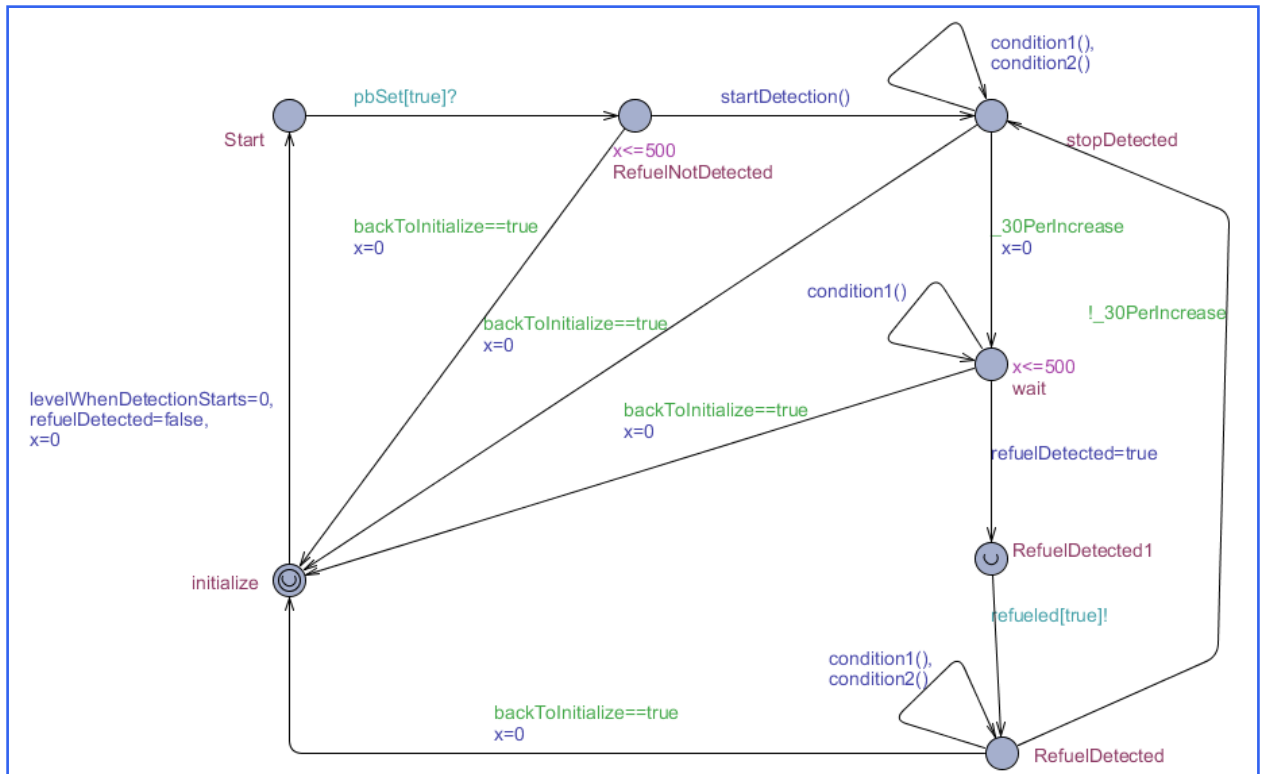 condition1(),
condition2()
pbSet[true]?
startDetection()
Start
stopDetected
x<=500
RefuelNotDetected
backToInitialize==true
x=0
_30PerIncrease
x=0
condition1()
!_30PerIncrease
backToInitialize==true
x=0
x<=500
wait
levelWhenDetectionStarts=0,
refuelDetected=false,
x=0
backToInitialize==true
x=0
refuelDetected=true
RefuelDetected1
initialize
refueled[true]!
condition1(),
condition2()
backToInitialize==true
x=0
RefuelDetected